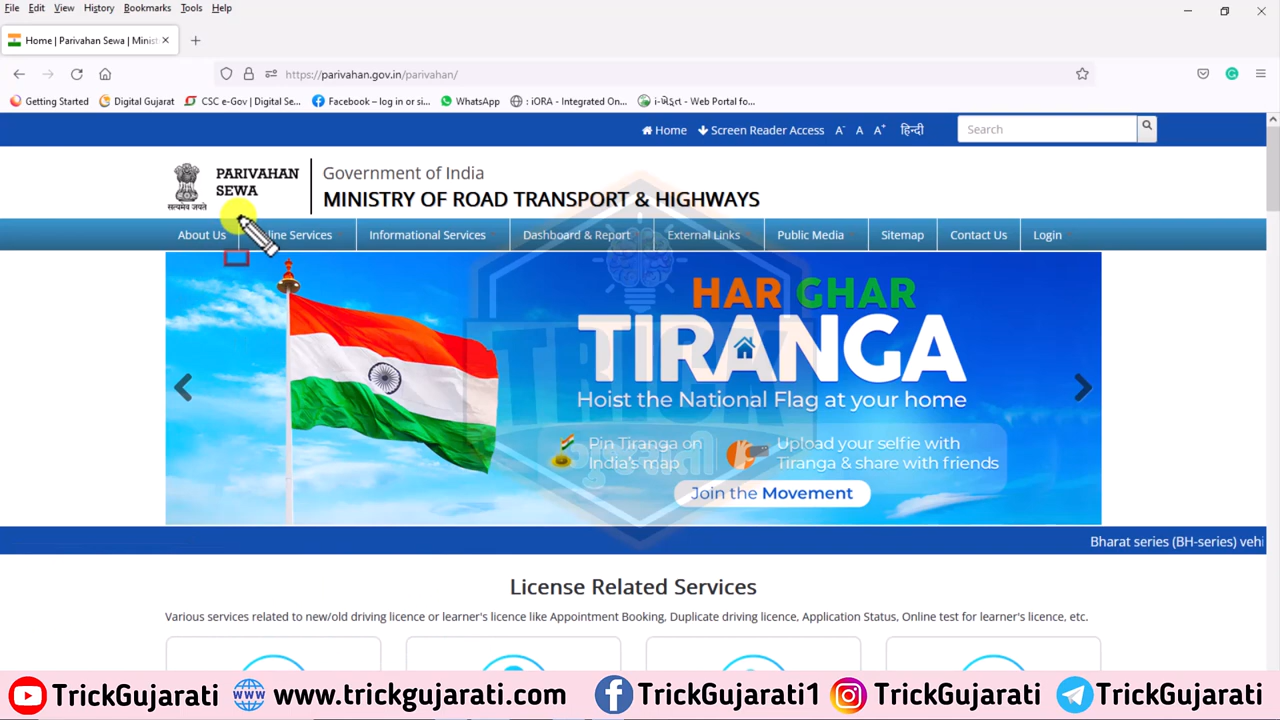 File Edit View History Bookmarks Tools Help
Home | Parivahan Sewa | Minist
https://parivahan.gov.in/parivahan/
Getting Started Digital Gujarat CSC e-Gov | Digital Se... Facebook – log in or si... WhatsApp : iORA - Integrated On... i-ખેડૂત - Web Portal fo...
Home Screen Reader Access A- A A+ हिन्दी Search
PARIVAHAN SEWA
सत्यमेव जयते
Government of India
MINISTRY OF ROAD TRANSPORT & HIGHWAYS
About Us line Services Informational Services Dashboard & Report External Links Public Media Sitemap Contact Us Login
HAR GHAR
TIRANGA
Hoist the National Flag at your home
Pin Tiranga on India's map
Upload your selfie with Tiranga & share with friends
Join the Movement
TRICK
Bharat series (BH-series) vehi
License Related Services
Various services related to new/old driving licence or learner's licence like Appointment Booking, Duplicate driving licence, Application Status, Online test for learner's licence, etc.
TrickGujarati www.trickgujarati.com TrickGujarati1 TrickGujarati TrickGujarati